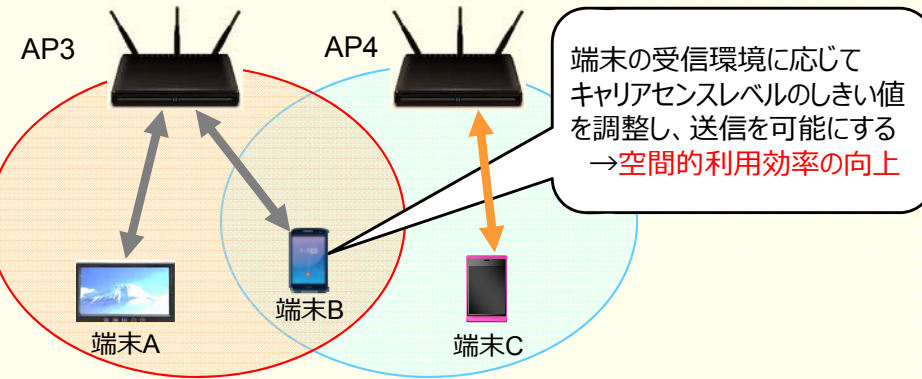 AP3
AP4
端末の受信環境に応じて
キャリアセンスレベルのしきい値
を調整し、送信を可能にする
→空間的利用効率の向上
端末A
端末B
端末C